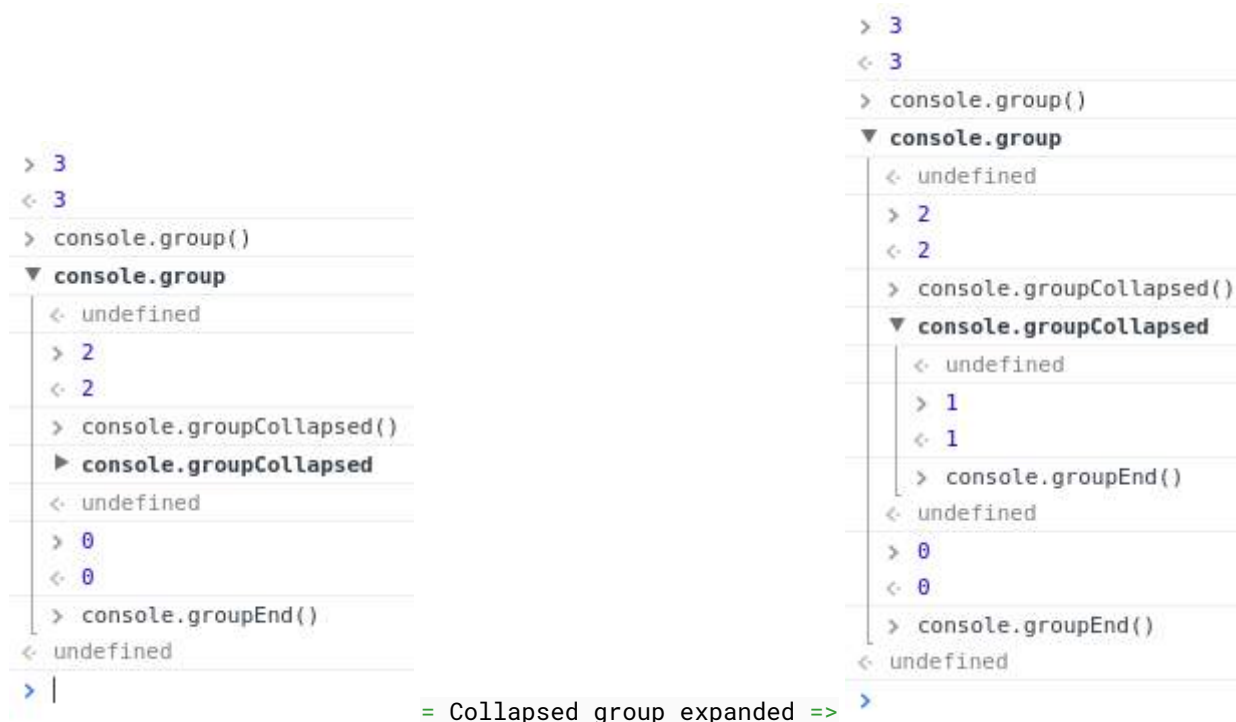 > 3
<· 3
> console.group()
▼ console.group
<· undefined
> 2
<· 2
> console.groupCollapsed()
▶ console.groupCollapsed
<· undefined
> 0
<· 0
> console.groupEnd()
<· undefined
>
= Collapsed group expanded =>
> 3
<· 3
> console.group()
▼ console.group
<· undefined
> 2
<· 2
> console.groupCollapsed()
▼ console.groupCollapsed
<· undefined
> 1
<· 1
> console.groupEnd()
<· undefined
> 0
<· 0
> console.groupEnd()
<· undefined
>